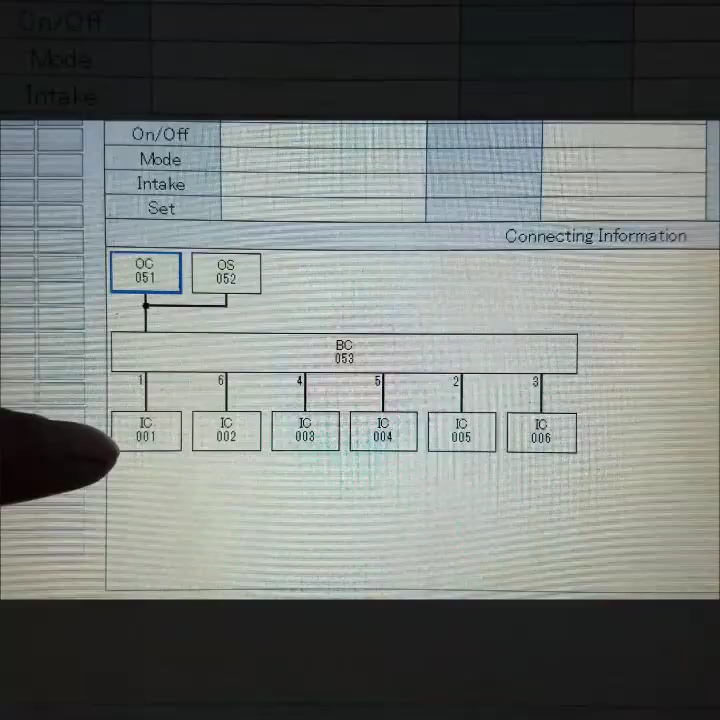 On/Off
Mode
Intake
On/Off
Mode
Intake
Set
Connecting Information
OC
051
OS
052
BC
053
1
6
4
5
2
3
IC
001
IC
002
IC
003
IC
004
IC
005
IC
006